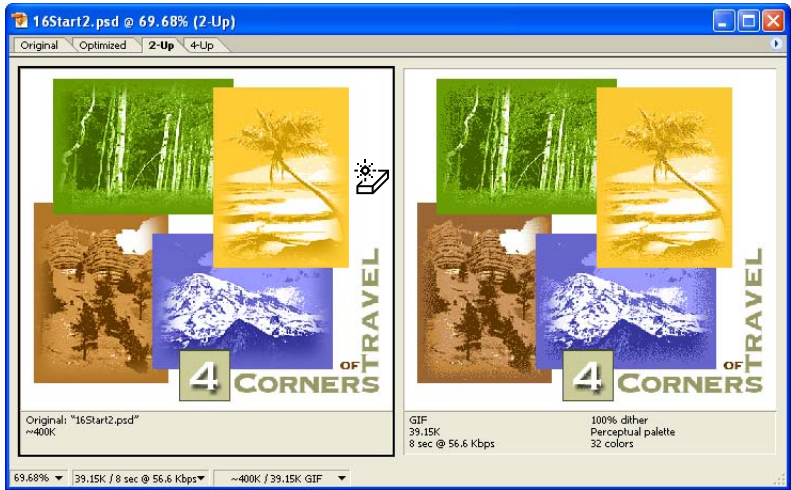 16Start2.psd @ 69.68% (2-Up)
Original Optimized 2-Up 4-Up
4 CORNERS
OF TRAVEL
4 CORNERS
OF TRAVEL
Original: "16Start2.psd"
~400K
GIF
39.15K
8 sec @ 56.6 Kbps
100% dither
Perceptual palette
32 colors
69.68% 39.15K / 8 sec @ 56.6 Kbps ~400K / 39.15K GIF